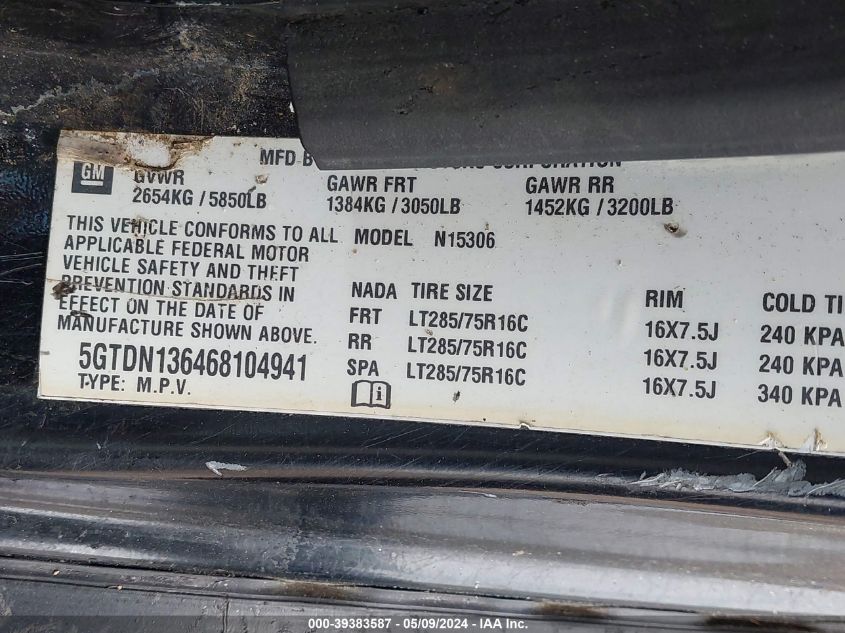 GM
MFD B
CORPORATION
GVWR
GAWR FRT
GAWR RR
2654KG / 5850LB
1384KG / 3050LB
1452KG / 3200LB
THIS VEHICLE CONFORMS TO ALL
APPLICABLE FEDERAL MOTOR
VEHICLE SAFETY AND THEFT
PREVENTION STANDARDS IN
EFFECT ON THE DATE OF
MANUFACTURE SHOWN ABOVE.
5GTDN136468104941
TYPE: M.P.V.
MODEL N15306
NADA TIRE SIZE RIM COLD TI
FRT LT285/75R16C 16X7.5J 240 KPA
RR LT285/75R16C 16X7.5J 240 KPA
SPA LT285/75R16C 16X7.5J 340 KPA
i
000-39383587 - 05/09/2024 - IAA Inc.